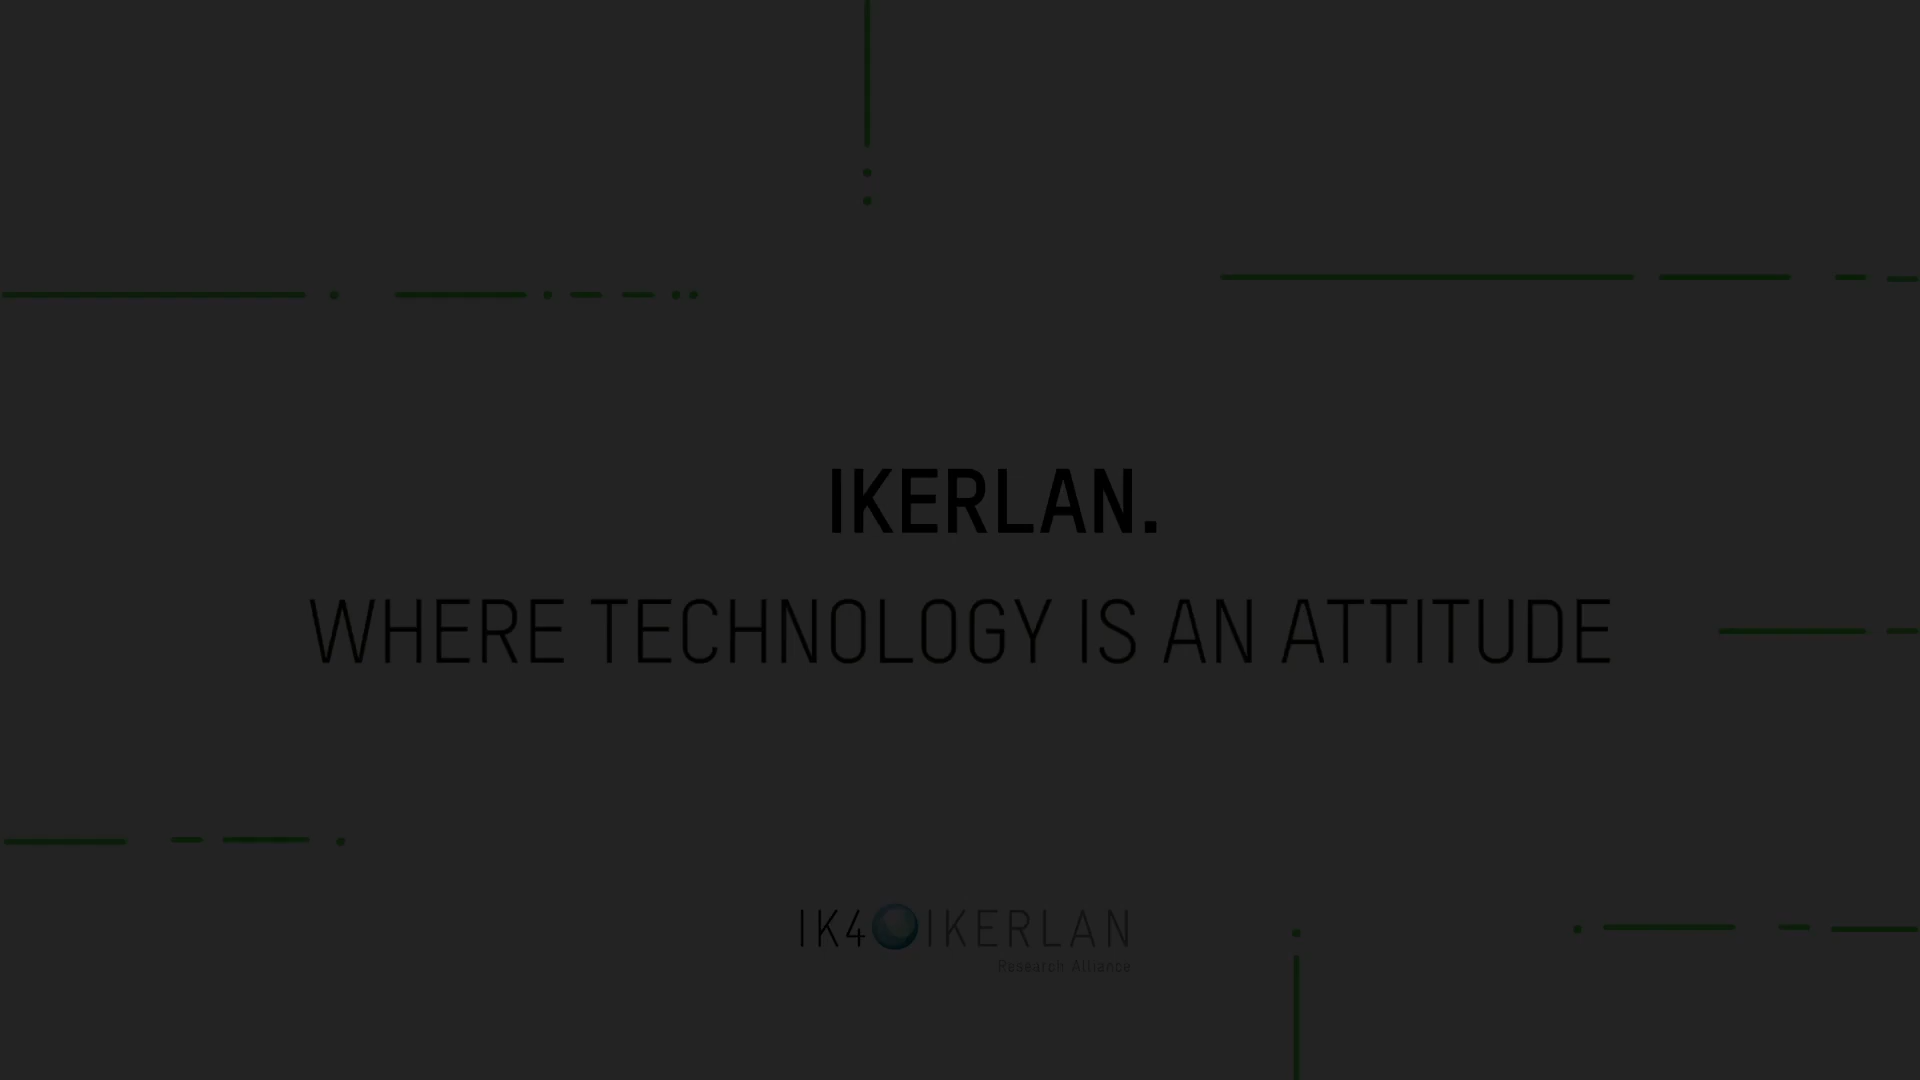 IKERLAN.
WHERE TECHNOLOGY IS AN ATTITUDE
IK4 IKERLAN
Research Alliance